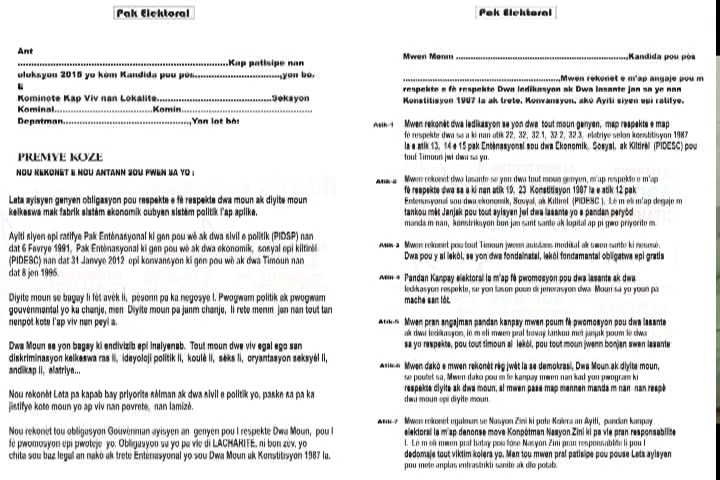 Pak Elektoral
Ant
..........Kap patisipe nan
eleksyon 2015 yo kòm Kandida pou pòs..........,yon bò.
E
Kominote Kap Viv nan Lokalite..........Seksyon
Kominal..........Komin..........
Depatman..........,Yon lot bò:
PREMYE KOZE
NOU REKONET E NOU ANTANN SOU PWEN SA YO :
Leta ayisyen genyen obligasyon pou respekte e fè respekte dwa moun ak diyite moun
kelkeswa mak fabrik sistèm ekonomik oubyen sistèm politik l'ap aplike.
Ayiti siyen epi ratifye Pak Entènasyonal ki gen pou wè ak dwa sivil e politik (PIDSP) nan
dat 6 Fevrye 1991, Pak Entènasyonal ki gen pou wè ak dwa ekonomik, sosyal epi kiltirèl
(PIDESC) nan dat 31 Janvye 2012 epi konvansyon ki gen pou wè ak dwa Timoun nan
dat 8 jen 1995.
Diyite moun se bagay li fèt avèk li, pèsonn pa ka negosye l. Pwogwam politik ak pwogwam
gouvènmantal yo ka chanje, men Diyite moun pa janm chanje, li rete menm jan nan tout tan
nenpot kote l'ap viv nan peyi a.
Dwa Moun se yon bagay ki endivizib epi inalyenab. Tout moun dwe viv egal ego san
diskriminasyon kelkeswa ras li, ideyoloji politik li, koulè li, sèks li, oryantasyon seksyèl li,
andikap li, elatriye...
Nou rekonèt Leta pa kapab bay priyorite sèlman ak dwa sivil e politik yo, paske sa pa ka
jistifye kote moun yo ap viv nan povrete, nan lamizè.
Nou rekonèt tou obligasyon Gouvènman ayisyen an genyen pou l respekte Dwa Moun, pou l
fè pwomosyon epi pwoteje yo. Obligasyon sa yo pa vle di LACHARITE, ni bon zèv, yo
chita sou baz legal an nakò ak trete Entenasyonal yo sou Dwa Moun ak Konstitisyon 1987 la.
Pak Elektoral
Mwen Menm ..........,Kandida pou pòs
..........,Mwen rekonèt e m'ap angaje pou m
respekte e fè respekte Dwa ledikasyon ak Dwa lasante jan sa ye nan
Konstitisyon 1987 la ak trete, Konvansyon, ako Ayiti siyen epi ratifye.
Atik-1 Mwen rekonèt dwa ledikasyon se yon dwa tout moun genyen, map respekte e map
fè respekte dwa sa a ki nan atik 22, 32, 32.1, 32.2, 32.3, elatriye selon konstitisyon 1987
la e atik 13, 14 e 15 pak Entènasyonal sou dwa Ekonomik, Sosyal, ak Kiltirèl (PIDESC) pou
tout Timoun jwi dwa sa yo.
Atik-2 Mwen rekonèt dwa lasante se yon dwa tout moun genyen, m'ap respekte e m'ap
fè respekte dwa sa e ki nan atik 19, 23 Konstitisyon 1987 la e atik 12 pak
Entenasyonal sou dwa ekonomik, Sosyal, ak Kiltirel (PIDESC ). Lè m eli m'ap degaje m
tankou mèt Janjak pou tout ayisyen jwi dwa lasante yo e pandan peryòd
manda m nan, konstriksyon bon jan sant sante ak lopital ap pi gwo priyorite m.
Atik-3 Mwen rekonèt pou tout Timoun jwenn asistans medikal ak swen sante ki nesesè.
Dwa pou y al lekòl, se yon dwa fondalnatal, lekòl fondamantal obligatwa epi gratis
Atik-4 Pandan Kanpay elektoral la m'ap fè pwomosyon pou dwa lasante ak dwa
ledikasyon respekte, se yon fason poun di jenerasyon dwa Moun sa yo youn pa
mache san lòt.
Atik-5 Mwen pran angajman pandan kanpay mwen poum fè pwomosyon pou dwa lasante
ak dwa ledikasyon, lè m eli mwen pral travay tankou mèt janjak poum fè dwa
sa yo respekte, pou tout timoun al lekòl, pou tout moun jwenn bonjan swen lasante
Atik-6 Mwen dakò e mwen rekonèt règ jwèt la se demokrasi, Dwa Moun ak diyite moun,
se poutet sa, Mwen dako pou m fe kanpay mwen nan kad yon pwogram ki
respekte diyite ak dwa moun, si mwen pase map mennen manda m nan nan respè
dwa moun epi diyite moun.
Atik-7 Mwen rekonèt egalman se Nasyon Zini ki pote Kolera an Ayiti, pandan kanpay
elektoral la m'ap denonse move Konpòtman Nasyon Zini ki pa vle pran responsabilite
l. Lè m eli mwen pral batay pou fòse Nasyon Zini pran responsabilite li pou l
dedomaje tout viktim kolera yo. Men tou mwen pral patisipe pou pouse Leta ayisyen
pou mete anplas enfrastrikti sanite ak dlo potab.